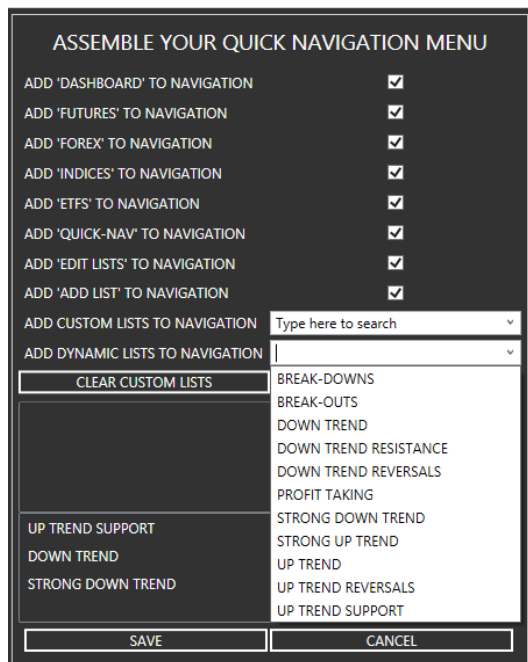 ASSEMBLE YOUR QUICK NAVIGATION MENU
ADD 'DASHBOARD' TO NAVIGATION
ADD 'FUTURES' TO NAVIGATION
ADD 'FOREX' TO NAVIGATION
ADD 'INDICES' TO NAVIGATION
ADD 'ETFS' TO NAVIGATION
ADD 'QUICK-NAV' TO NAVIGATION
ADD 'EDIT LISTS' TO NAVIGATION
ADD 'ADD LIST' TO NAVIGATION
ADD CUSTOM LISTS TO NAVIGATION Type here to search
ADD DYNAMIC LISTS TO NAVIGATION
CLEAR CUSTOM LISTS
BREAK-DOWNS
BREAK-OUTS
DOWN TREND
DOWN TREND RESISTANCE
DOWN TREND REVERSALS
PROFIT TAKING
STRONG DOWN TREND
STRONG UP TREND
UP TREND
UP TREND REVERSALS
UP TREND SUPPORT
UP TREND SUPPORT
DOWN TREND
STRONG DOWN TREND
SAVE CANCEL